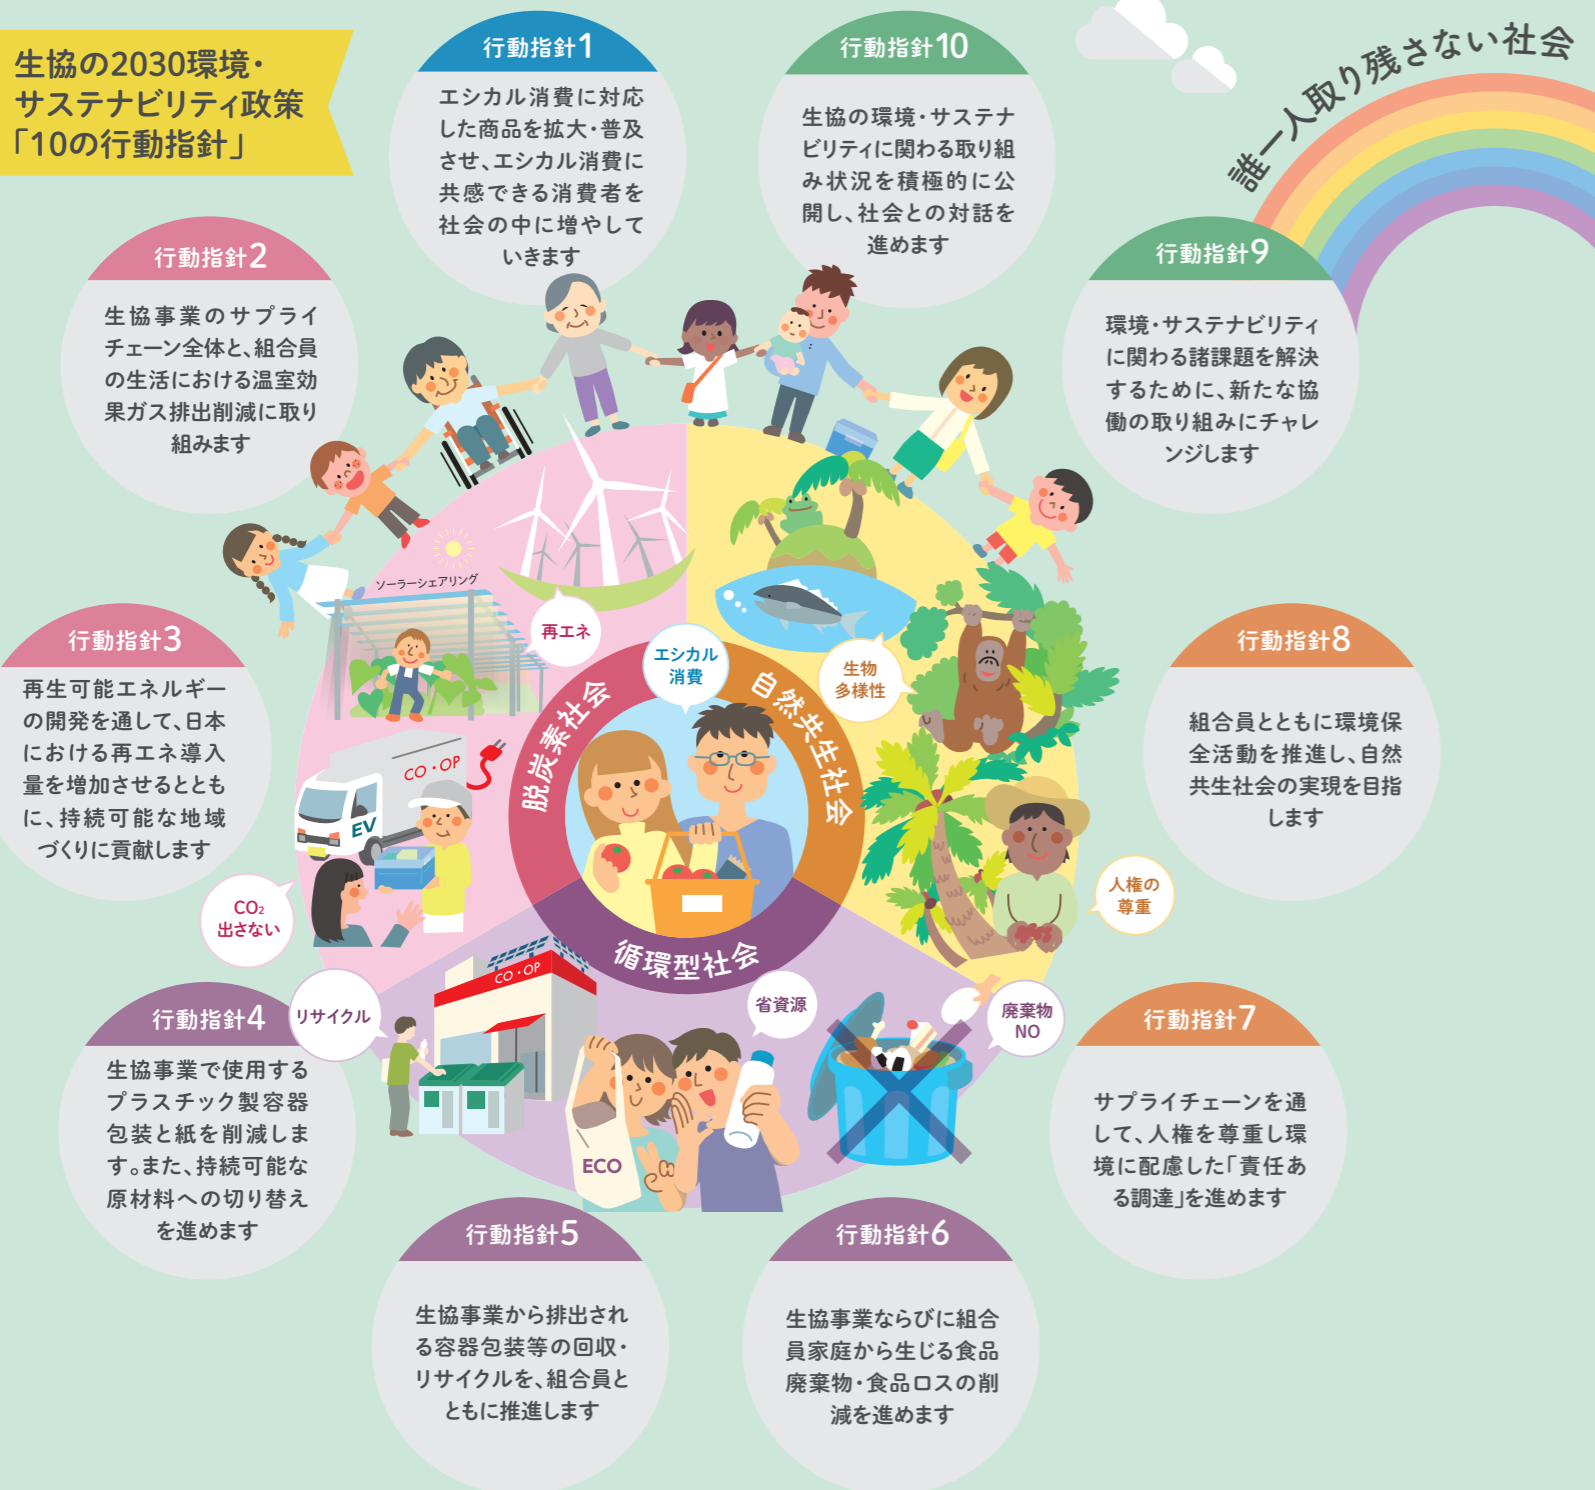 生協の2030環境・
サステナビリティ政策
「10の行動指針」
誰一人取り残さない社会
行動指針1
エシカル消費に対応
した商品を拡大・普及
させ、エシカル消費に
共感できる消費者を
社会の中に増やして
いきます
行動指針2
生協事業のサプライ
チェーン全体と、組合員
の生活における温室効
果ガス排出削減に取り
組みます
行動指針3
再生可能エネルギー
の開発を通して、日本
における再エネ導入
量を増加させるととも
に、持続可能な地域
づくりに貢献します
行動指針4
生協事業で使用する
プラスチック製容器
包装と紙を削減しま
す。また、持続可能な
原材料への切り替え
を進めます
行動指針5
生協事業から排出され
る容器包装等の回収・
リサイクルを、組合員と
ともに推進します
行動指針6
生協事業ならびに組合
員家庭から生じる食品
廃棄物・食品ロスの削
減を進めます
行動指針7
サプライチェーンを通
して、人権を尊重し環
境に配慮した「責任あ
る調達」を進めます
行動指針8
組合員とともに環境保
全活動を推進し、自然
共生社会の実現を目指
します
行動指針9
環境・サステナビリティ
に関わる諸課題を解決
するために、新たな協
働の取り組みにチャレ
ンジします
行動指針10
生協の環境・サステナ
ビリティに関わる取り組
み状況を積極的に公
開し、社会との対話を
進めます
ソーラーシェアリング
再エネ
エシカル
消費
生物
多様性
脱炭素社会
自然共生社会
循環型社会
CO・OP
EV
CO₂
出さない
人権の
尊重
リサイクル
CO・OP
省資源
廃棄物
NO
ECO